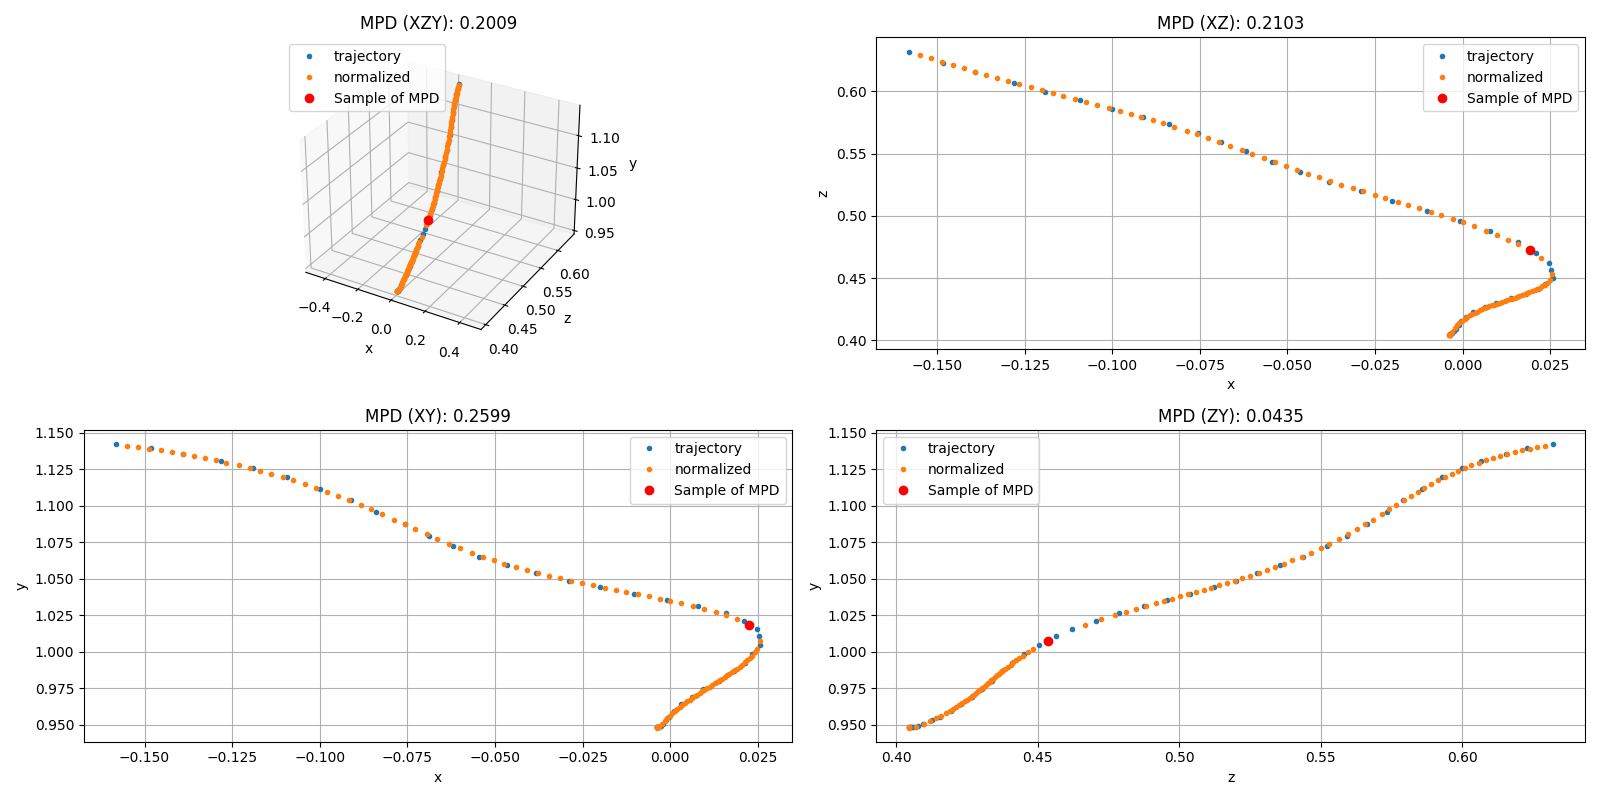 MPD (XZY): 0.2009
trajectory
normalized
Sample of MPD
1.10
1.05
1.00
0.95
y
0.60
0.55
0.50
0.45
0.40
z
−0.4
−0.2
0.0
0.2
0.4
x
MPD (XZ): 0.2103
trajectory
normalized
Sample of MPD
0.60
0.55
0.50
0.45
0.40
z
−0.150 −0.125 −0.100 −0.075 −0.050 −0.025 0.000 0.025
x
MPD (XY): 0.2599
trajectory
normalized
Sample of MPD
1.150
1.125
1.100
1.075
1.050
1.025
1.000
0.975
0.950
y
−0.150 −0.125 −0.100 −0.075 −0.050 −0.025 0.000 0.025
x
MPD (ZY): 0.0435
trajectory
normalized
Sample of MPD
1.150
1.125
1.100
1.075
1.050
1.025
1.000
0.975
0.950
y
0.40 0.45 0.50 0.55 0.60
z